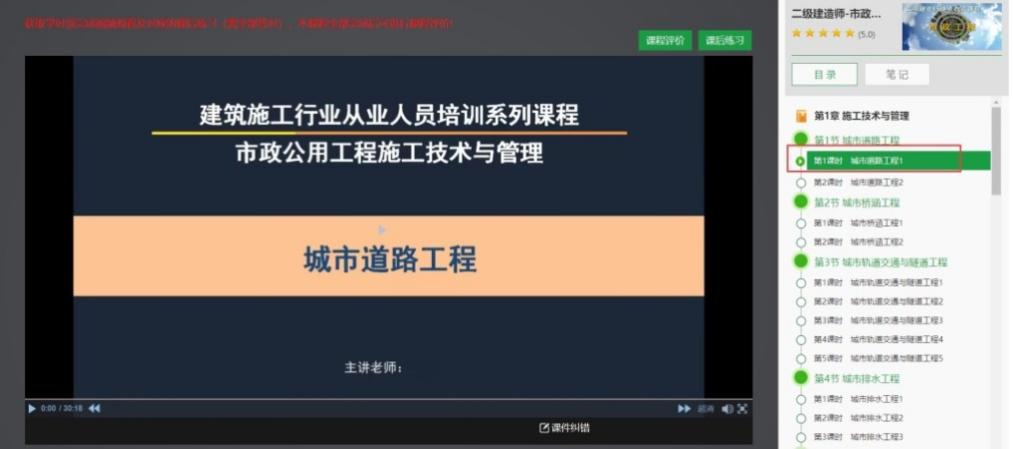 课程评价
课后练习
建筑施工行业从业人员培训系列课程
市政公用工程施工技术与管理
城市道路工程
主讲老师：
0:00 / 30:18
超清
课件纠错
二级建造师-市政...
(5.0)
目录
笔记
第1章 施工技术与管理
第1节 城市道路工程
第1课时 城市道路工程1
第2课时 城市道路工程2
第2节 城市桥涵工程
第1课时 城市桥涵工程1
第2课时 城市桥涵工程2
第3节 城市轨道交通与隧道工程
第1课时 城市轨道交通与隧道工程1
第2课时 城市轨道交通与隧道工程2
第3课时 城市轨道交通与隧道工程3
第4课时 城市轨道交通与隧道工程4
第5课时 城市轨道交通与隧道工程5
第4节 城市排水工程
第1课时 城市排水工程1
第2课时 城市排水工程2
第3课时 城市排水工程3